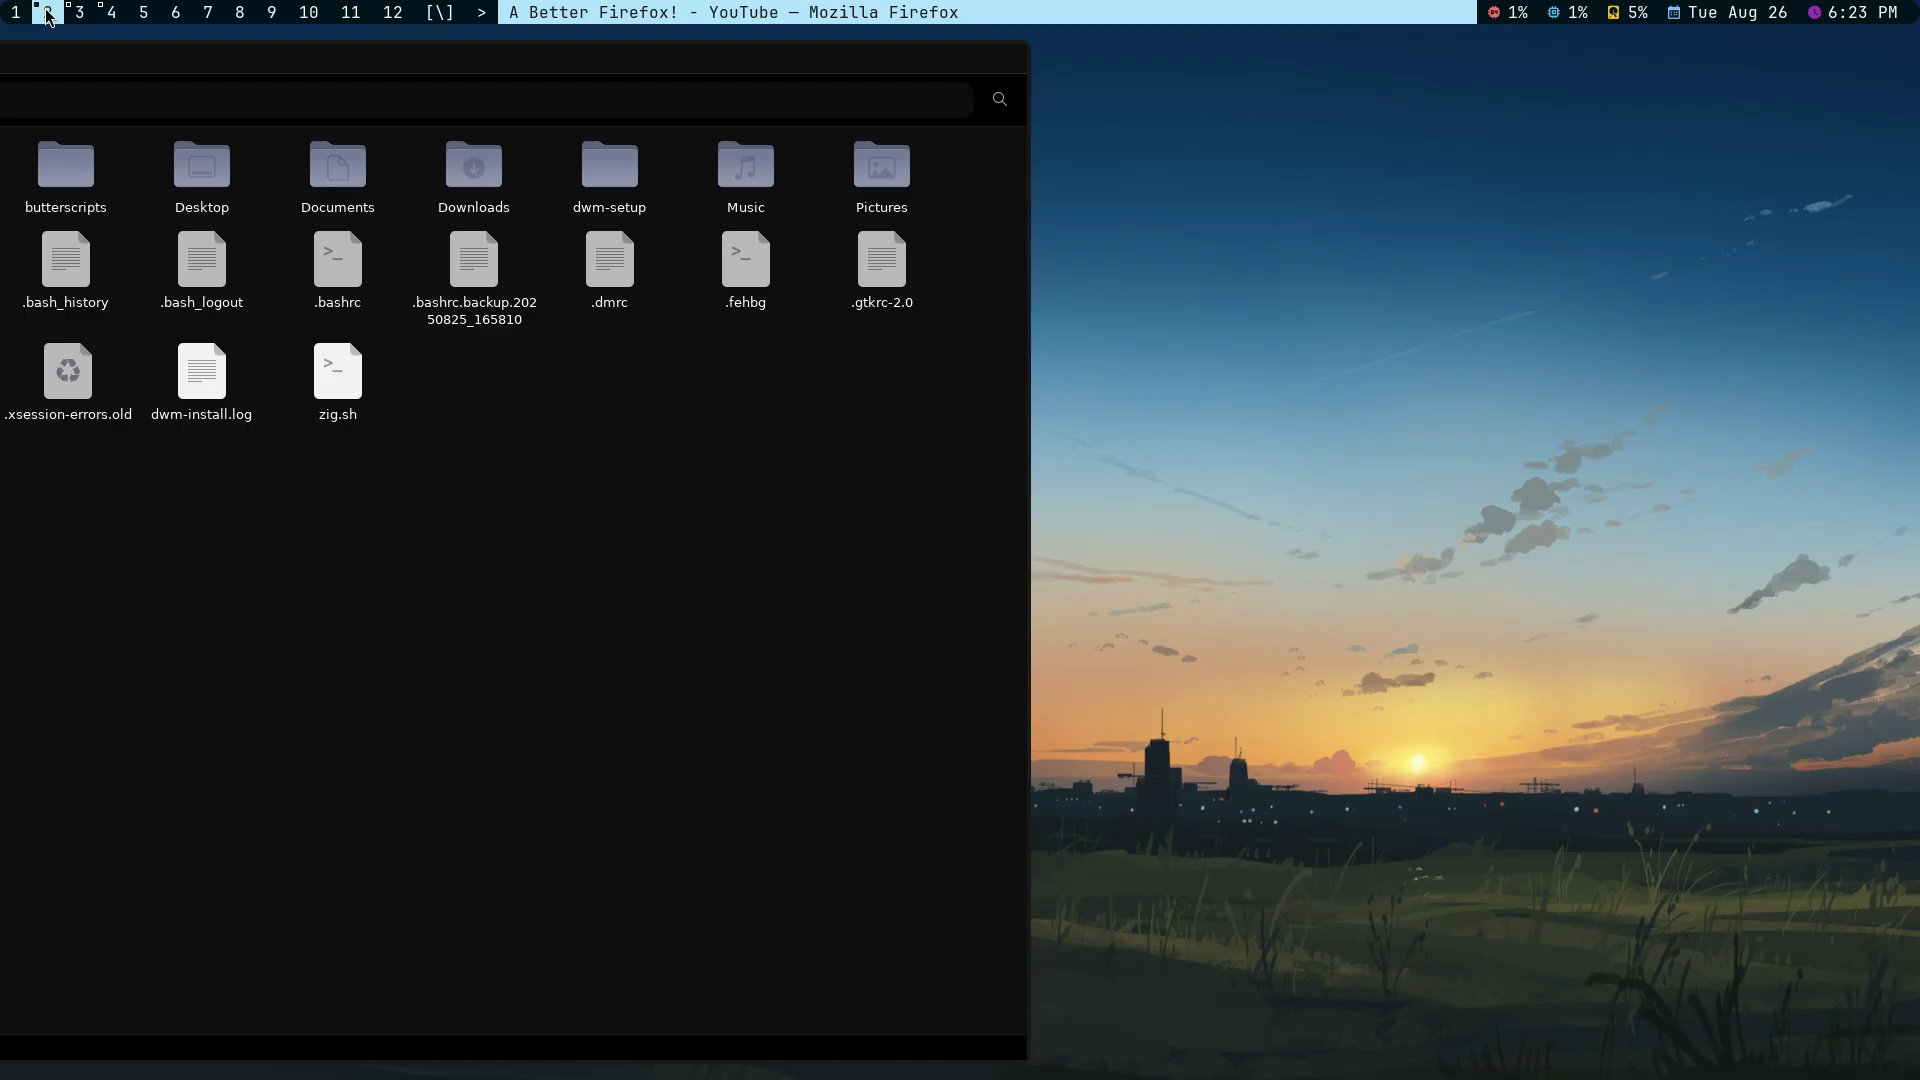 1 2 3 4 5 6 7 8 9 10 11 12 [\] > A Better Firefox! - YouTube — Mozilla Firefox 1% 1% 5% Tue Aug 26 6:23 PM
butterscripts Desktop Documents Downloads dwm-setup Music Pictures
.bash_history .bash_logout .bashrc .bashrc.backup.202 .dmrc .fehbg .gtkrc-2.0
50825_165810
.xsession-errors.old dwm-install.log zig.sh